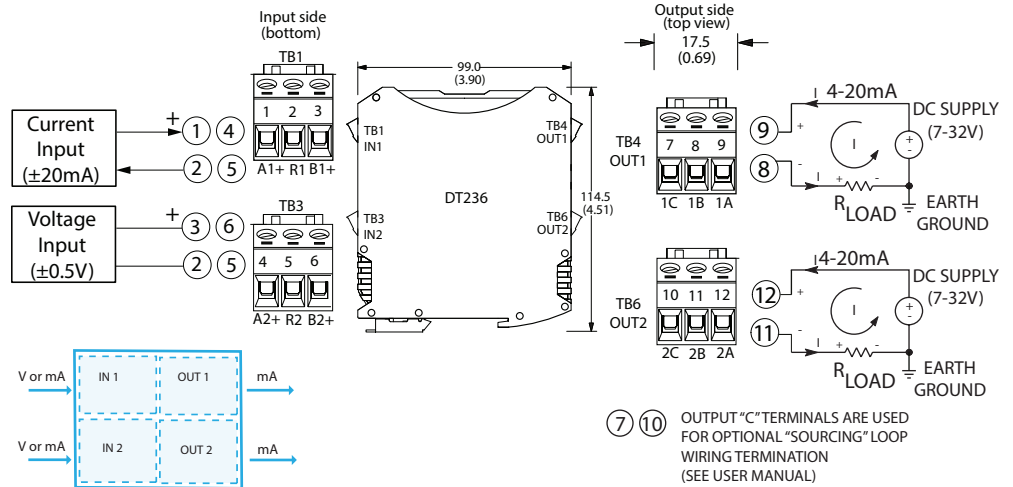 Input side
(bottom)
TB1
1 2 3
A1+ R1 B1+
Current
Input
(±20mA)
+
1 4
2 5
Voltage
Input
(±0.5V)
+
3 6
2 5
TB3
4 5 6
A2+ R2 B2+
99.0
(3.90)
TB1
IN1
TB4
OUT1
DT236
TB3
IN2
TB6
OUT2
114.5
(4.51)
Output side
(top view)
17.5
(0.69)
TB4
OUT1
7 8 9
1C 1B 1A
9
8
I 4-20mA
+
-
I
I
+ -
RLOAD
DC SUPPLY
(7-32V)
+
-
EARTH
GROUND
TB6
OUT2
10 11 12
2C 2B 2A
12
11
I 4-20mA
+
-
I
I
+ -
RLOAD
DC SUPPLY
(7-32V)
+
-
EARTH
GROUND
V or mA
IN 1
OUT 1
mA
V or mA
IN 2
OUT 2
mA
7 10
OUTPUT "C" TERMINALS ARE USED
FOR OPTIONAL "SOURCING" LOOP
WIRING TERMINATION
(SEE USER MANUAL)